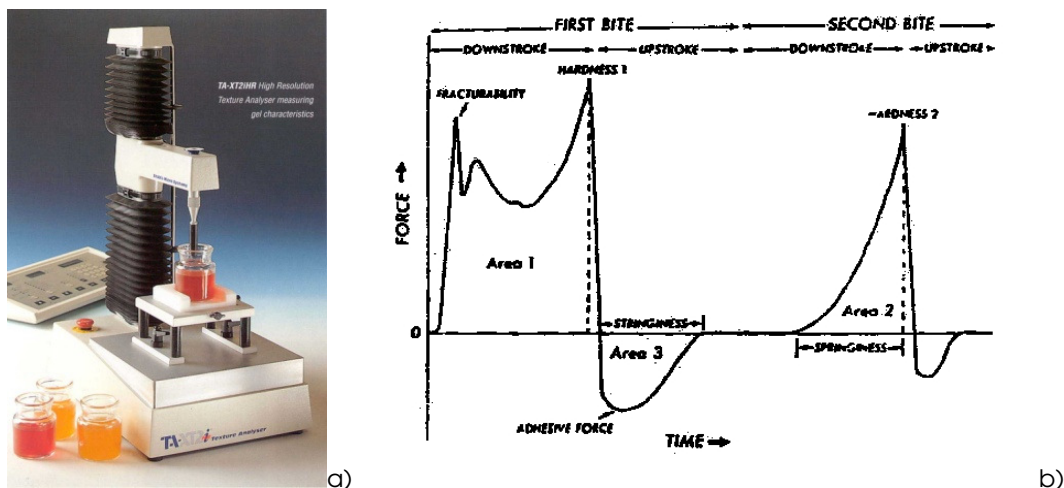 TA-XT2iHR High Resolution
Texture Analyser measuring
gel characteristics
TA-XT2i Texture Analyser
a)
FIRST BITE
SECOND BITE
DOWNSTROKE
UPSTROKE
DOWNSTROKE
UPSTROKE
HARDNESS 1
FRACTURABILITY
ARDNESS 2
FORCE
Area 1
0
STRINGINESS
Area 2
Area 3
SPRINGINESS
ADHESIVE FORCE
TIME
b)